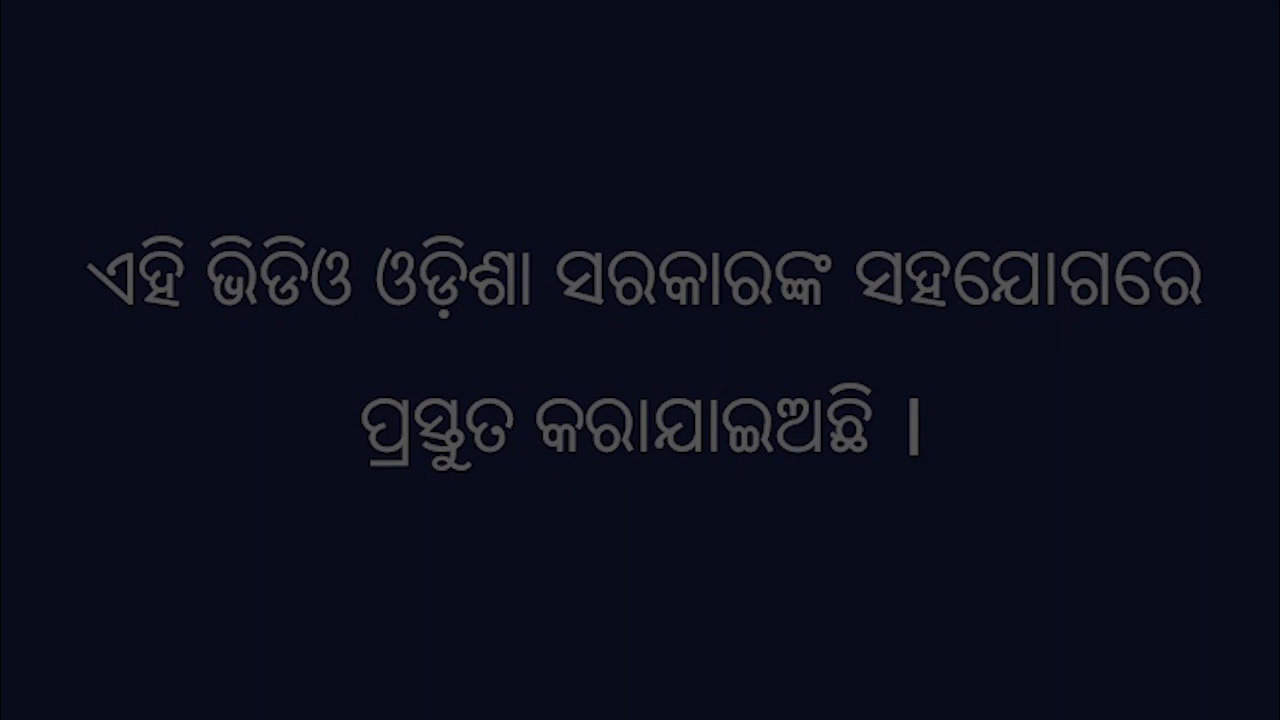 ଏହି ଭିଡିଓ ଓଡ଼ିଶା ସରକାରଙ୍କ ସହଯୋଗରେ
ପ୍ରସ୍ତୁତ କରାଯାଇଅଛି ।